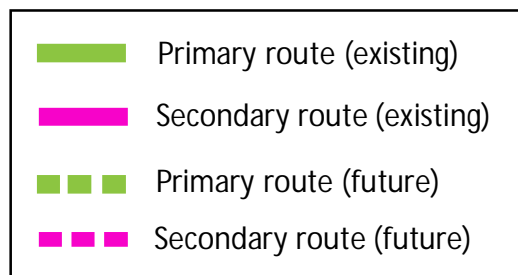 Primary route (existing)
Secondary route (existing)
Primary route (future)
Secondary route (future)